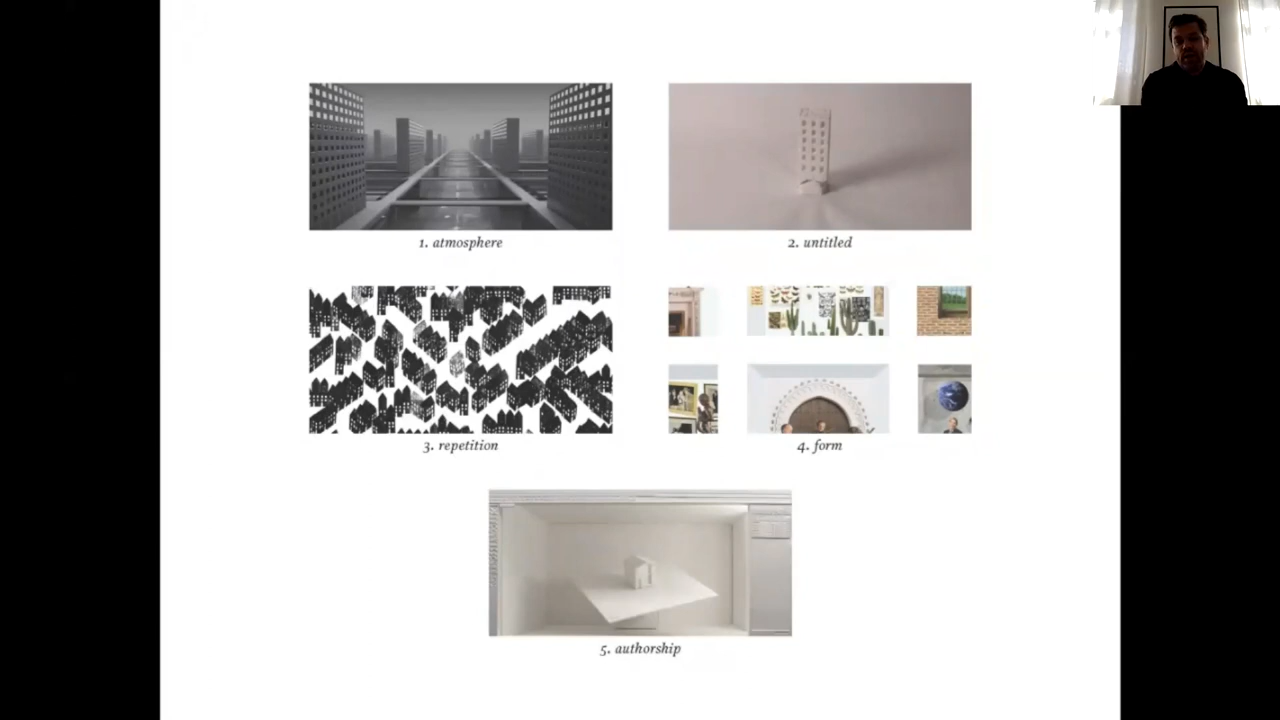 1. atmosphere
2. untitled
3. repetition
4. form
5. authorship